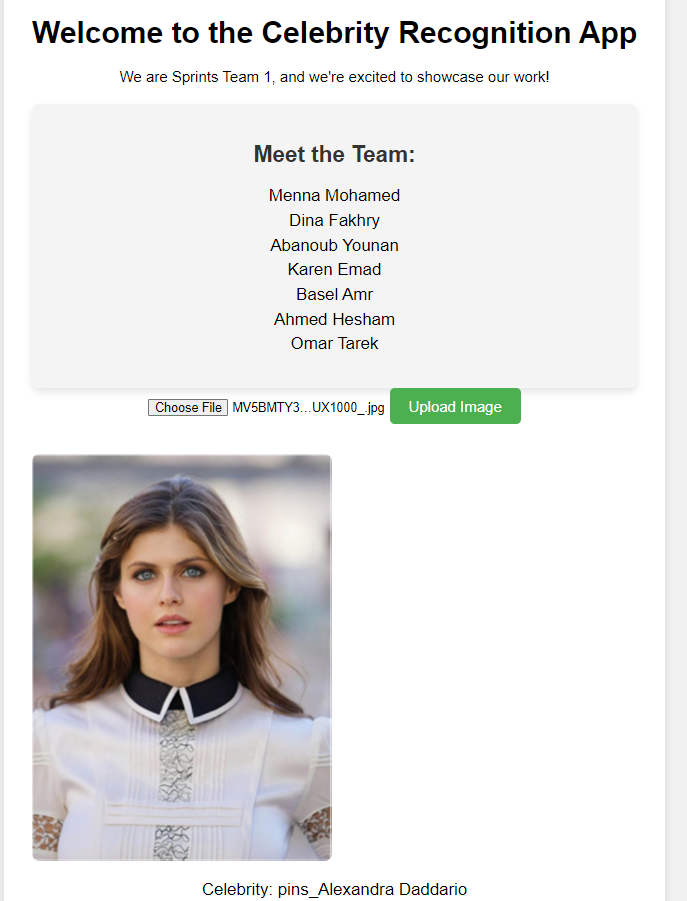 Welcome to the Celebrity Recognition App
We are Sprints Team 1, and we're excited to showcase our work!
Meet the Team:
Menna Mohamed
Dina Fakhry
Abanoub Younan
Karen Emad
Basel Amr
Ahmed Hesham
Omar Tarek
Choose File MV5BMTY3...UX1000_.jpg Upload Image
Celebrity: pins_Alexandra Daddario